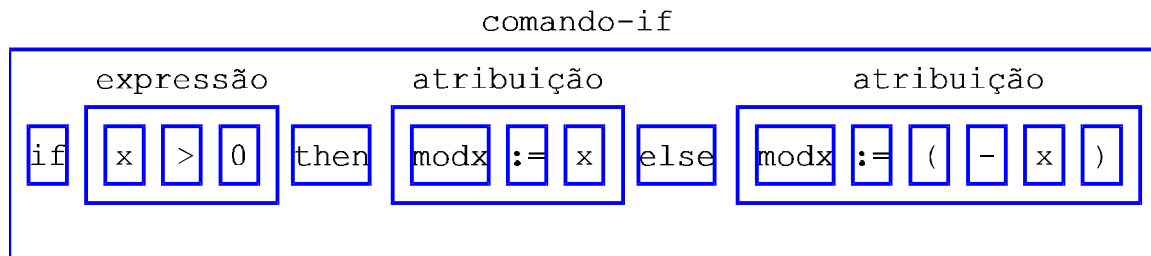 comando-if
expressão atribuição atribuição
if x > 0 then modx := x else modx := ( - x )